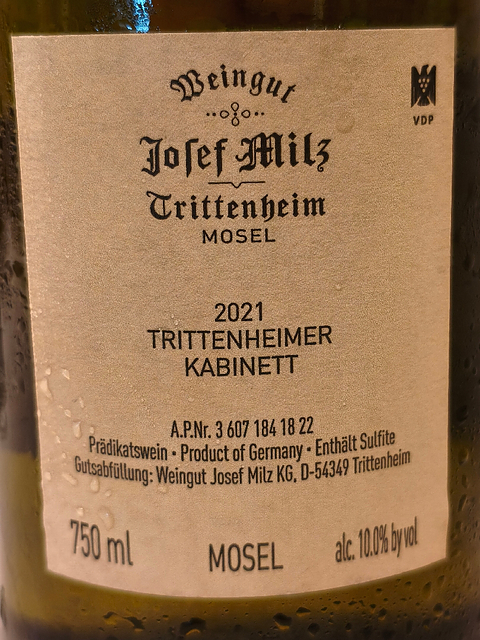 Weingut
Josef Milz
Trittenheim
MOSEL
VDP
2021
TRITTENHEIMER
KABINETT
A.P.Nr. 3 607 184 18 22
Prädikatswein • Product of Germany • Enthält Sulfite
Gutsabfüllung: Weingut Josef Milz KG, D-54349 Trittenheim
750 ml
MOSEL
alc. 10.0% by vol